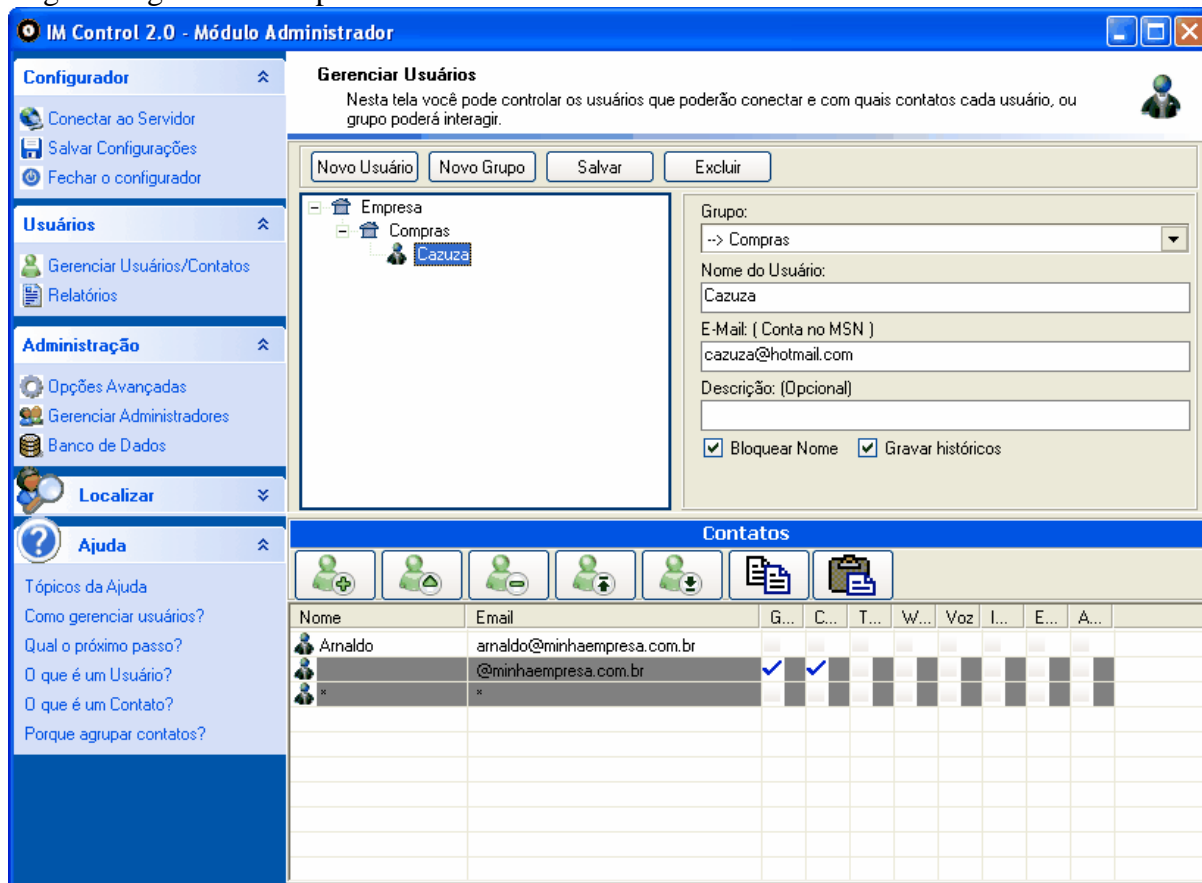 IM Control 2.0 - Módulo Administrador
Configurador
Conectar ao Servidor
Salvar Configurações
Fechar o configurador
Usuários
Gerenciar Usuários/Contatos
Relatórios
Administração
Opções Avançadas
Gerenciar Administradores
Banco de Dados
Localizar
Ajuda
Tópicos da Ajuda
Como gerenciar usuários?
Qual o próximo passo?
O que é um Usuário?
O que é um Contato?
Porque agrupar contatos?
Gerenciar Usuários
Nesta tela você pode controlar os usuários que poderão conectar e com quais contatos cada usuário, ou
grupo poderá interagir.
Novo Usuário Novo Grupo Salvar Excluir
Empresa
Compras
Cazuza
Grupo:
--> Compras
Nome do Usuário:
Cazuza
E-Mail: ( Conta no MSN )
cazuza@hotmail.com
Descrição: (Opcional)
Bloquear Nome Gravar históricos
Contatos
Nome Email G... C... T... W... Voz I... E... A...
Arnaldo arnaldo@minhaempresa.com.br
@minhaempresa.com.br
* *